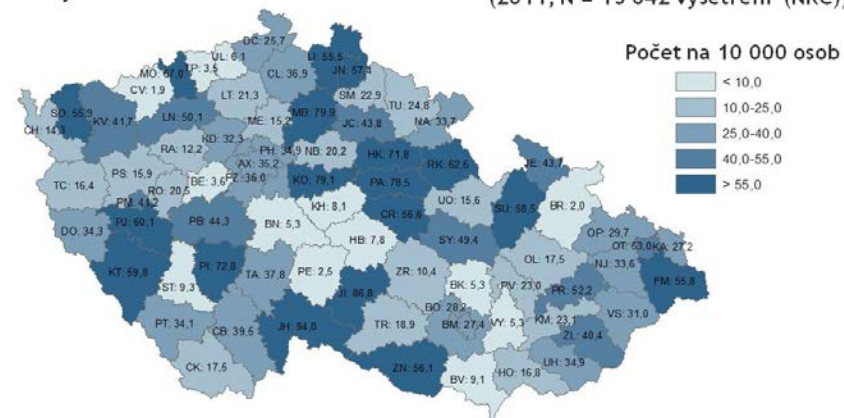 (2011, N = 15 642 vyšetření (NRC),
Počet na 10 000 osob
< 10,0
10,0-25,0
25,0-40,0
40,0-55,0
> 55,0
DČ: 25,7
UL: 6,1
LI: 55,5
TP: 3,5
JN: 57,4
MO: 67,0
CL: 36,9
CV: 1,9
LT: 21,3
SM: 22,9
TU: 24,8
SO: 55,9
KV: 41,7
LN: 50,1
ME: 15,2
MB: 79,9
JC: 43,8
NA: 33,7
CH: 14,3
RA: 12,2
KD: 32,3
PH: 34,9
NB: 20,2
HK: 71,8
RK: 62,6
JE: 43,7
AX: 35,2
TC: 16,4
PS: 15,9
RO: 20,5
BE: 3,6
PZ: 36,0
KO: 79,1
PA: 78,5
PM: 41,2
KH: 8,1
CR: 56,6
UO: 15,6
SU: 58,5
BR: 2,0
DO: 34,3
PJ: 60,1
PB: 44,3
BN: 5,3
HB: 7,8
SY: 49,4
OP: 29,7
OT: 53,0
KA: 27,2
KT: 59,8
ST: 9,3
PI: 72,8
TA: 37,8
PE: 2,5
ZR: 10,4
OL: 17,5
NJ: 33,6
FM: 55,8
JI: 86,8
BK: 5,3
PV: 23,0
PR: 52,2
BO: 28,2
PT: 34,1
CB: 39,5
JH: 94,0
TR: 18,9
BM: 27,4
VY: 5,3
KM: 23,1
VS: 31,0
ZL: 40,4
CK: 17,5
ZN: 56,1
BV: 9,1
HO: 16,8
UH: 34,9